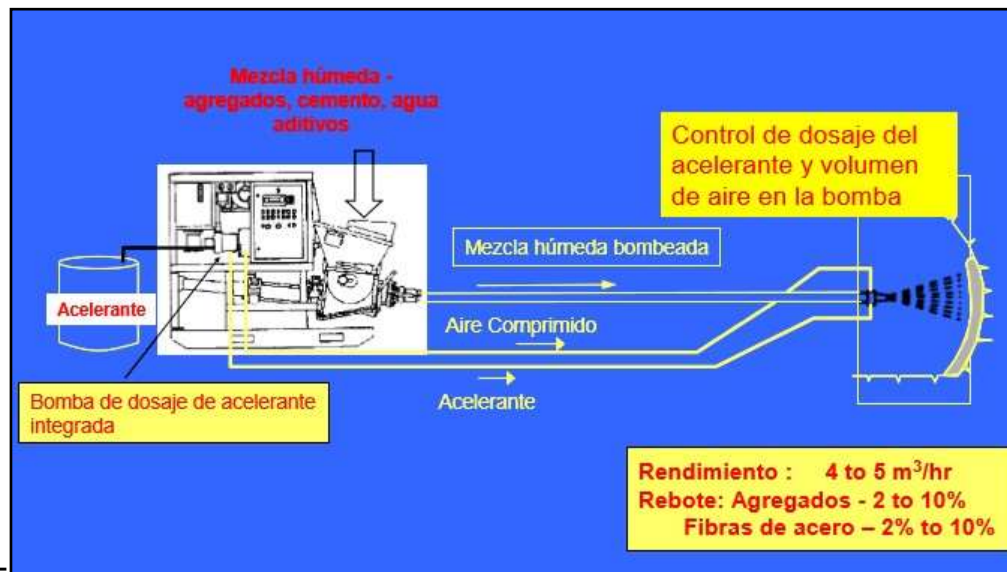 Mezcla húmeda -
agregados, cemento, agua
aditivos
Control de dosaje del
acelerante y volumen
de aire en la bomba
Mezcla húmeda bombeada
Acelerante
Aire Comprimido
Acelerante
Bomba de dosaje de acelerante
integrada
Rendimiento : 4 to 5 m³/hr
Rebote: Agregados - 2 to 10%
Fibras de acero – 2% to 10%